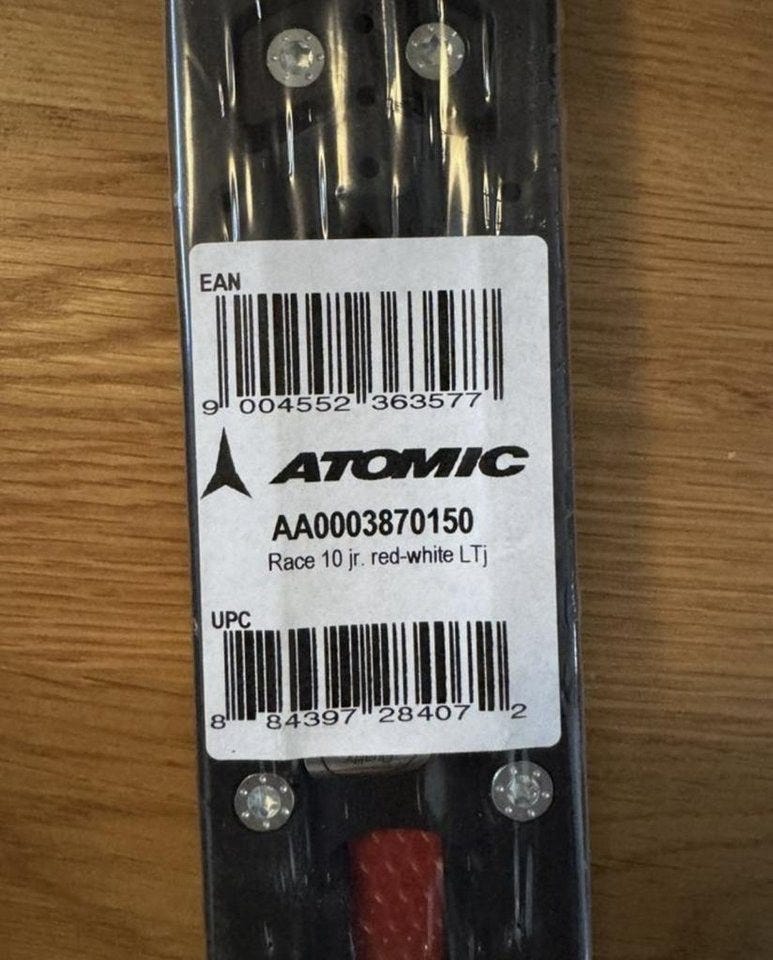 EAN
9 004552 363577
ATOMIC
AA0003870150
Race 10 jr. red-white LTj
UPC
8 84397 28407 2